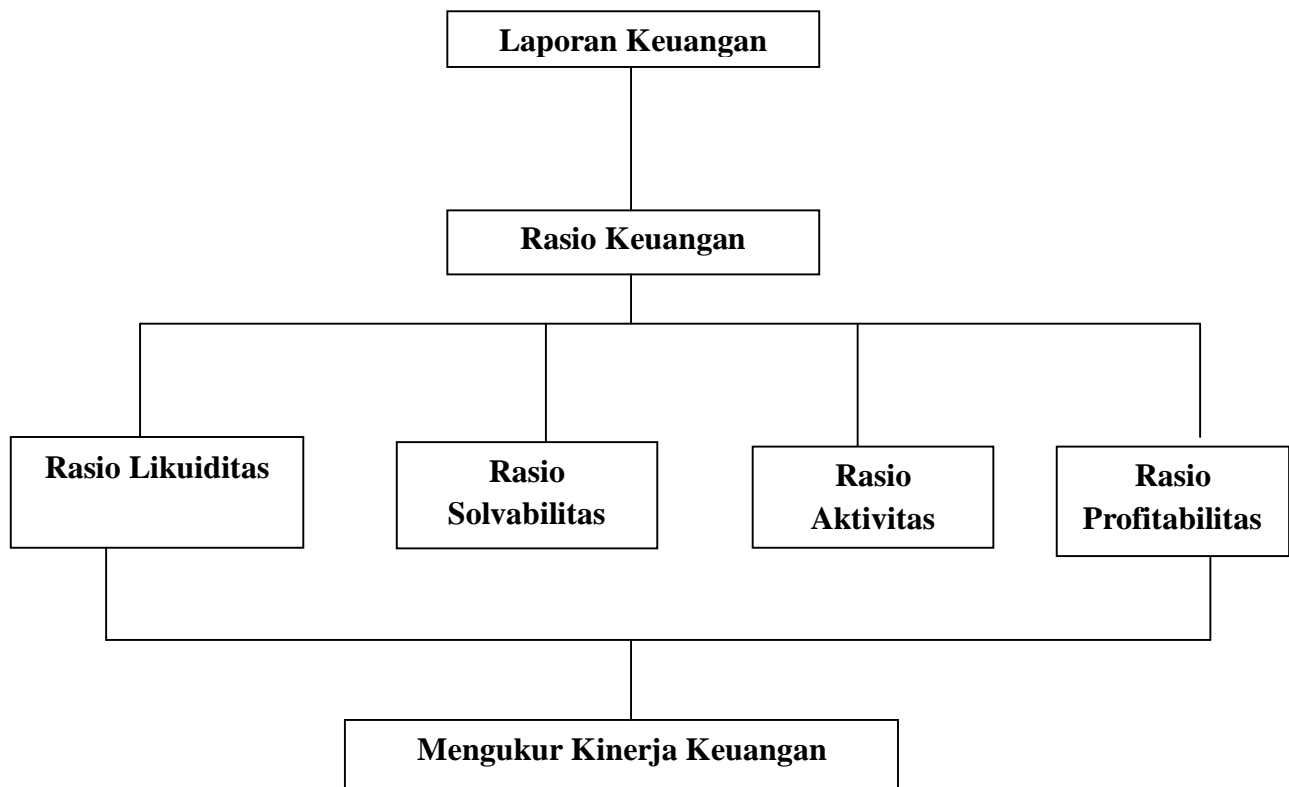 Laporan Keuangan
Rasio Keuangan
Rasio Likuiditas
Rasio
Solvabilitas
Rasio
Aktivitas
Rasio
Profitabilitas
Mengukur Kinerja Keuangan